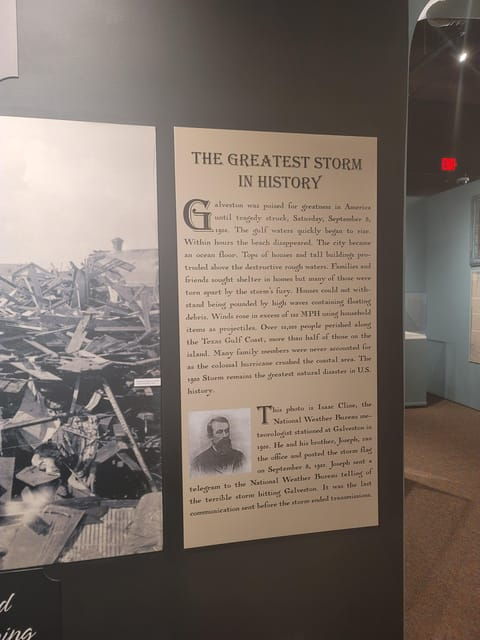 THE GREATEST STORM
IN HISTORY
Galveston was poised for greatness in America
until tragedy struck, Saturday, September 8,
1900. The gulf waters quickly began to rise.
Within hours the beach disappeared. The city became
an ocean floor. Tops of houses and tall buildings pro-
truded above the destructive rough waters. Families and
friends sought shelter in homes but many of those were
torn apart by the storm's fury. Houses could not with-
stand being pounded by high waves containing floating
debris. Winds rose in excess of MPH using household
items as projectiles. Over people perished along
the Texas Gulf Coast, more than half of those on the
island. Many family members were never accounted for
as the colossal hurricane crushed the coastal area. The
1900 Storm remains the greatest natural disaster in U.S.
history.
This photo is Isaac Cline, the
National Weather Bureau me-
teorologist stationed at Galveston in
1900. He and his brother, Joseph, ran
the office and posted the storm flag
on September 8, 1900. Joseph sent a
telegram to the National Weather Bureau telling of
the terrible storm hitting Galveston. It was the last
communication sent before the storm ended transmissions.
EXIT
d
ing